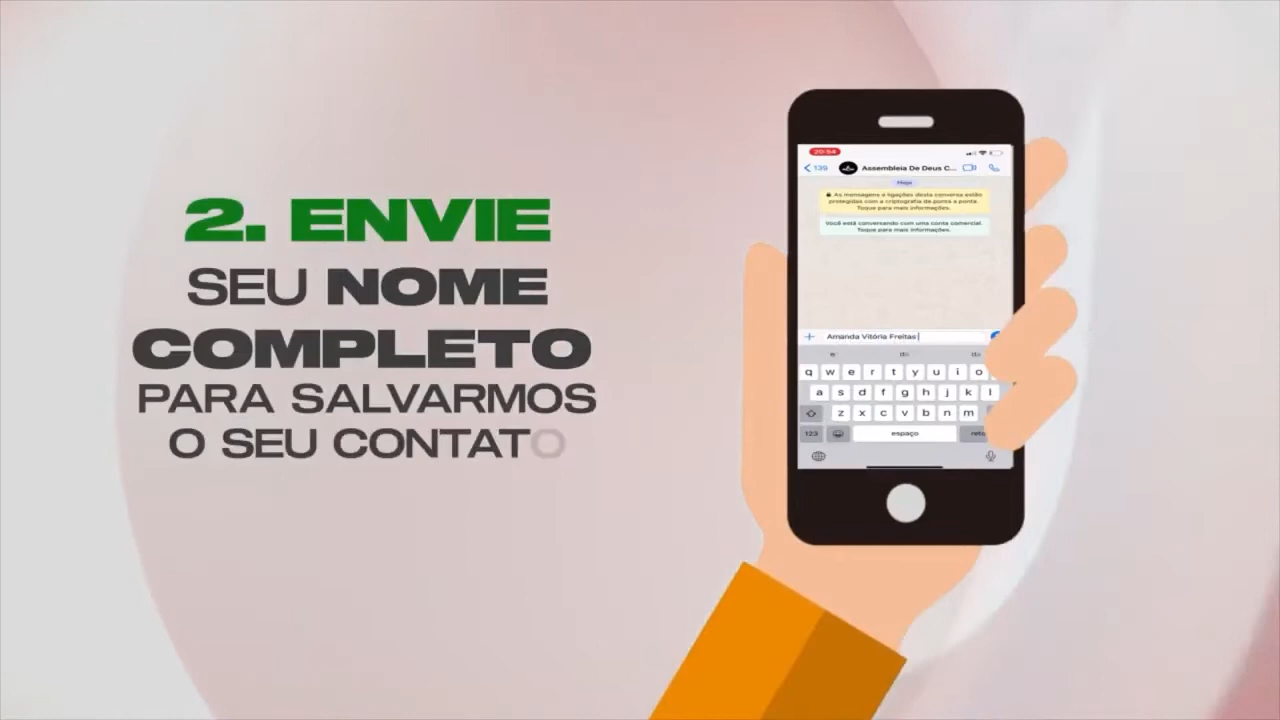 2. ENVIE
SEU NOME
COMPLETO
PARA SALVARMOS
O SEU CONTATO
20:54
139
Assembleia De Deus C...
Hoje
As mensagens e ligações desta conversa estão
protegidas com a criptografia de ponta a ponta.
Toque para mais informações.
Você está conversando com uma conta comercial.
Toque para mais informações.
Amanda Vitória Freitas
q w e r t y u i o
a s d f g h j k l
z x c v b n m
123 espaço